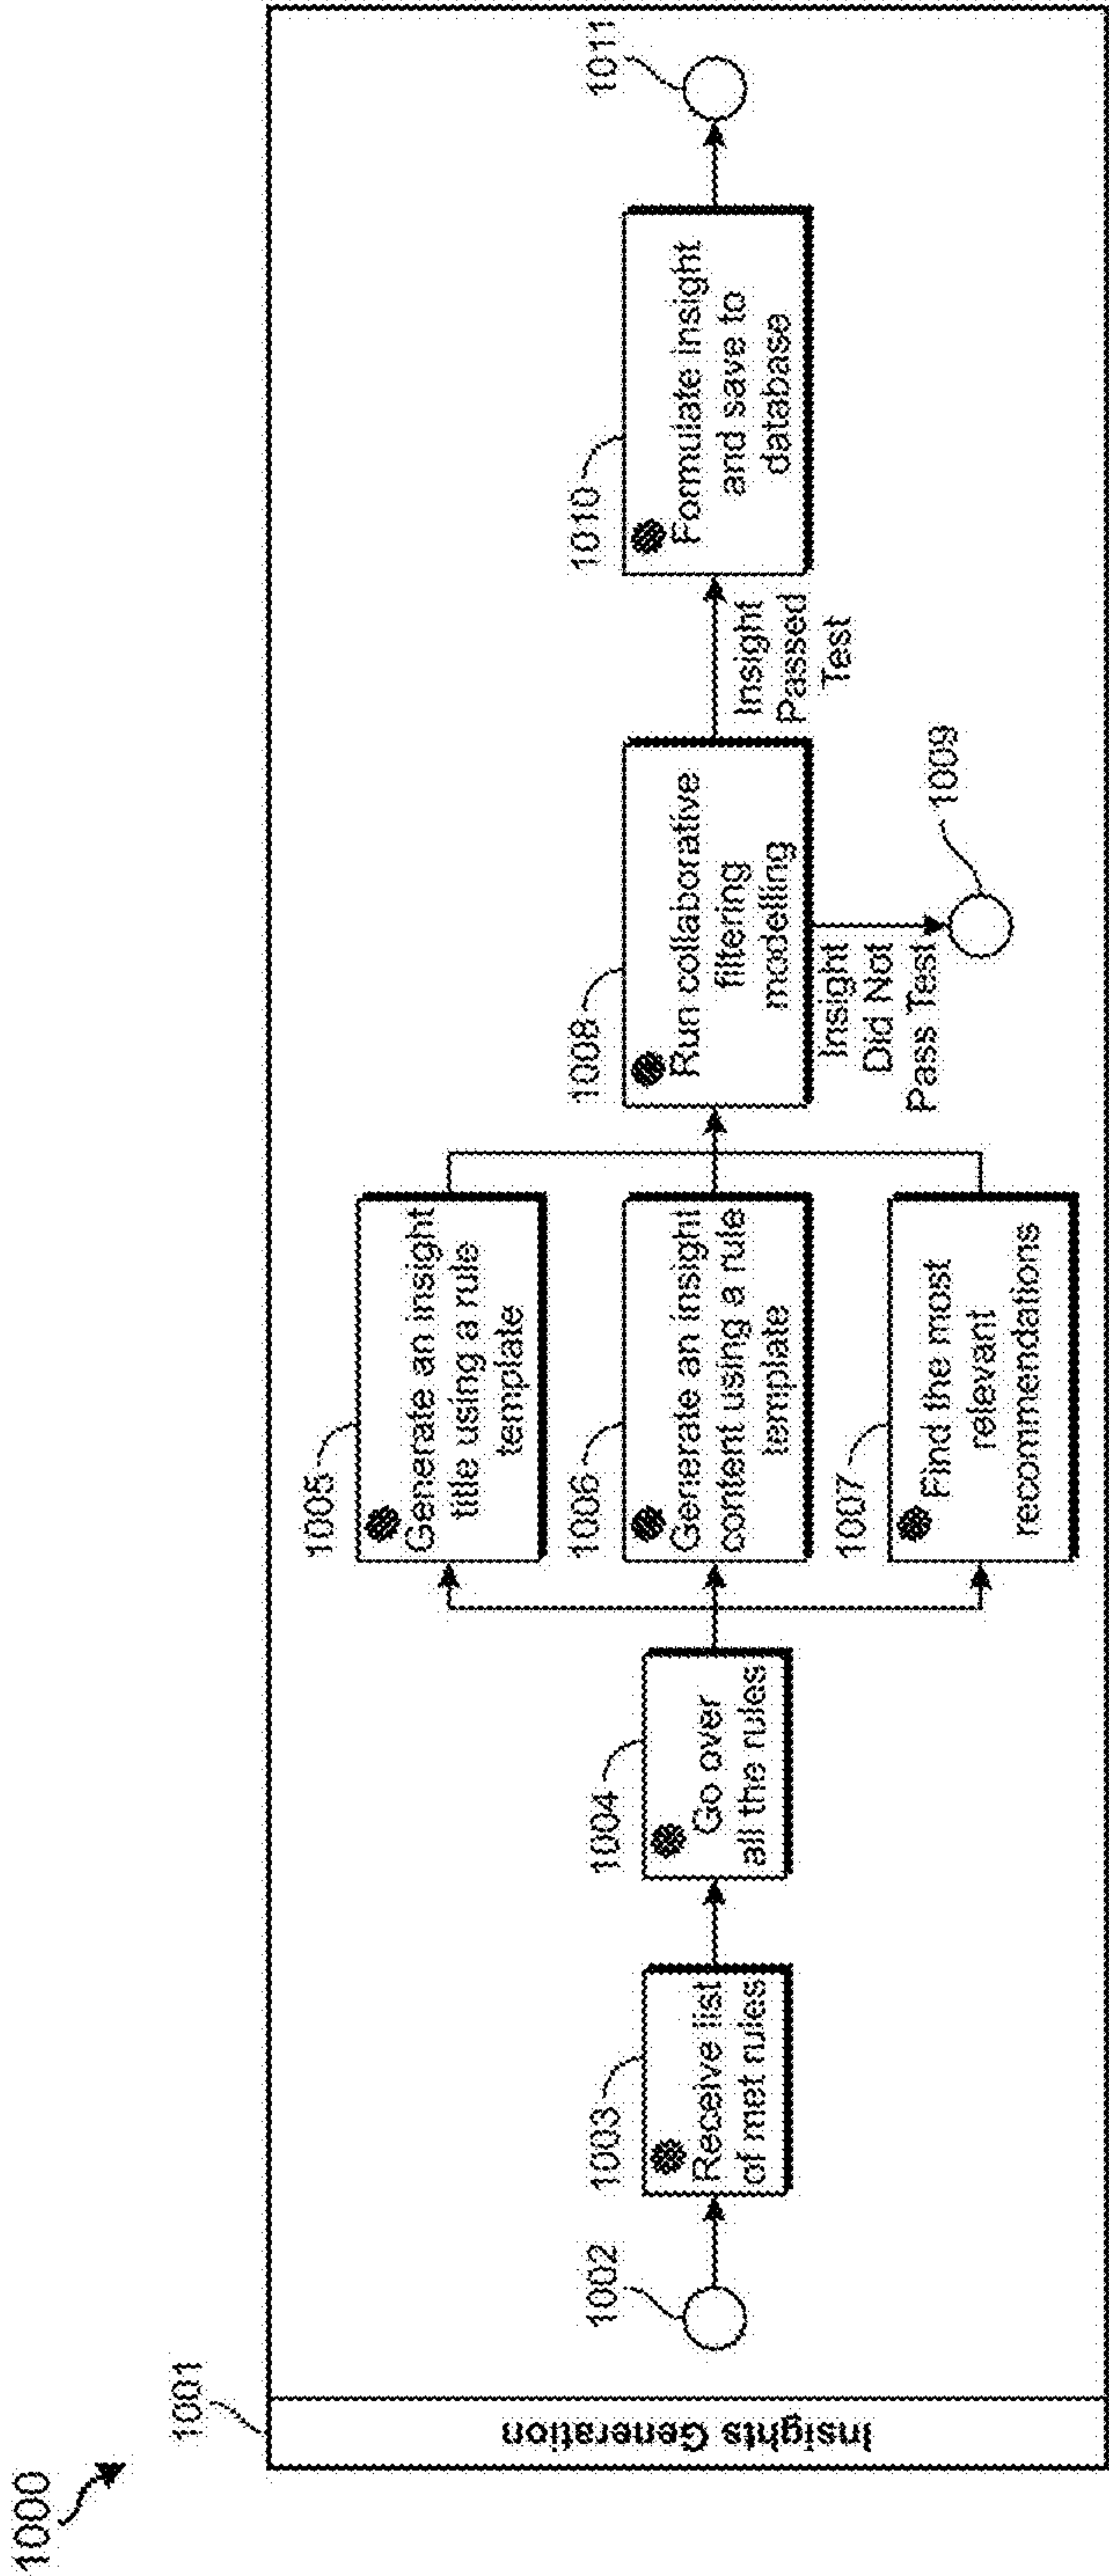 1000
1001
Insights Generation
1002
1003
Receive list
of met rules
1004
Go over
all the rules
1005
Generate an insight
title using a rule
template
1006
Generate an insight
content using a rule
template
1007
Find the most
relevant
recommendations
1008
Run collaborative
filtering
modelling
Insight
Did Not
Pass Test
1009
Insight
Passed
Test
1010
Formulate Insight
and save to
database
1011